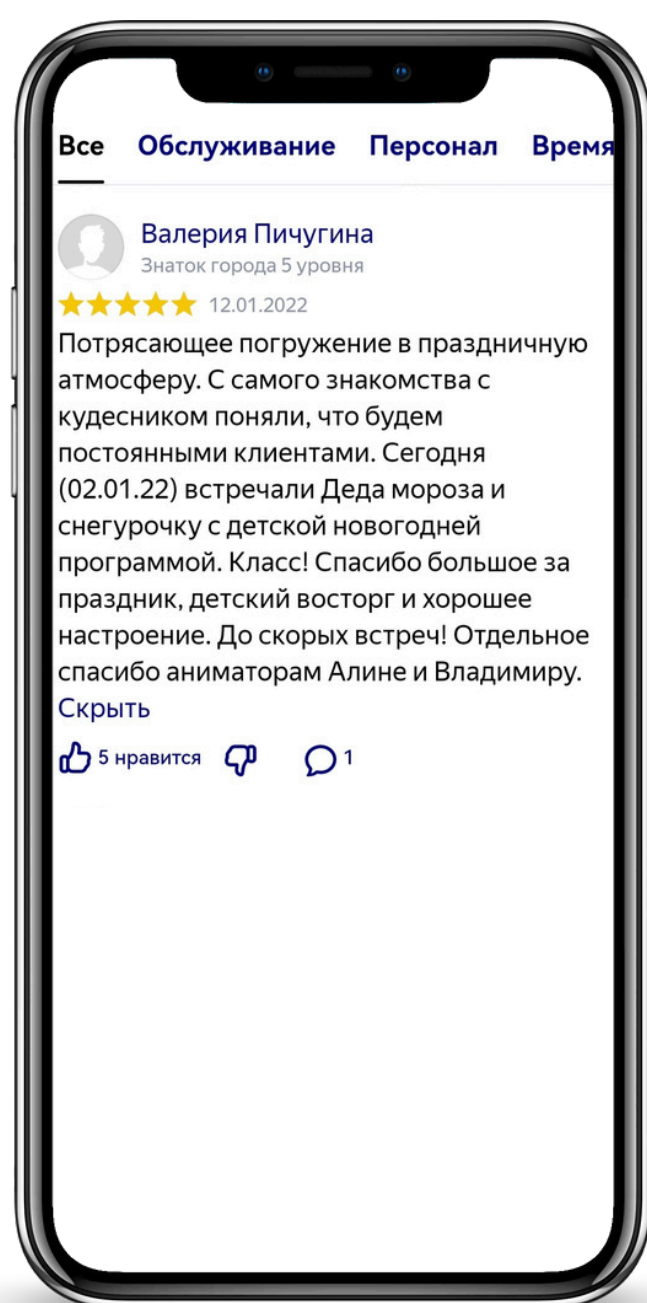 Все Обслуживание Персонал Время
Валерия Пичугина
Знаток города 5 уровня
12.01.2022
Потрясающее погружение в праздничную
атмосферу. С самого знакомства с
кудесником поняли, что будем
постоянными клиентами. Сегодня
(02.01.22) встречали Деда мороза и
снегурочку с детской новогодней
программой. Класс! Спасибо большое за
праздник, детский восторг и хорошее
настроение. До скорых встреч! Отдельное
спасибо аниматорам Алине и Владимиру.
Скрыть
5 нравится 1